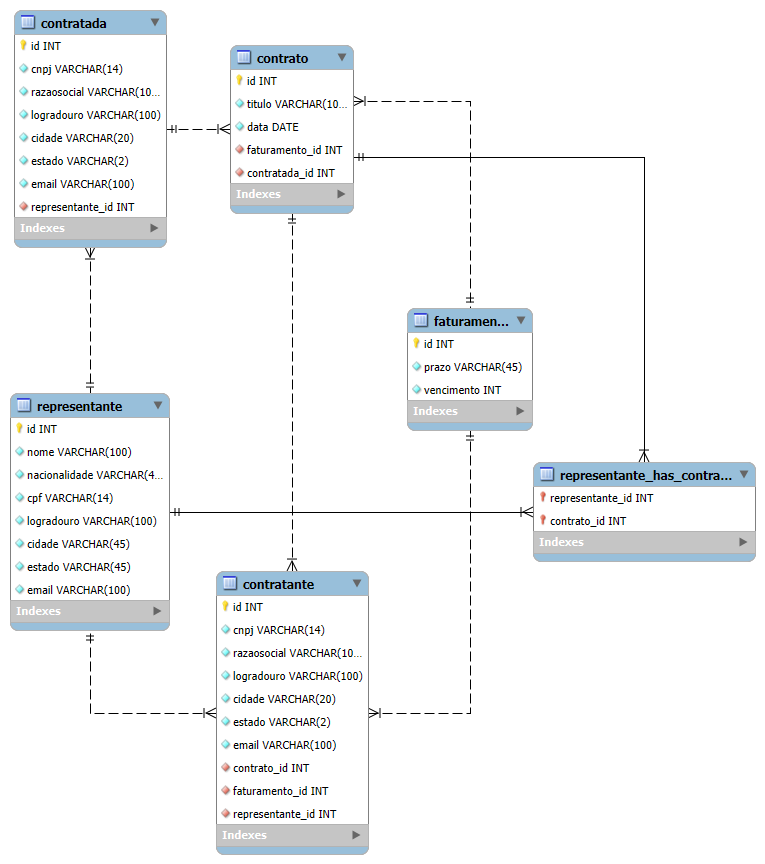 contratada
id INT
cnpj VARCHAR(14)
razaosocial VARCHAR(10...
logradouro VARCHAR(100)
cidade VARCHAR(20)
estado VARCHAR(2)
email VARCHAR(100)
representante_id INT
Indexes
contrato
id INT
titulo VARCHAR(10...
data DATE
faturamento_id INT
contratada_id INT
Indexes
faturamen...
id INT
prazo VARCHAR(45)
vencimento INT
Indexes
representante
id INT
nome VARCHAR(100)
nacionalidade VARCHAR(4...
cpf VARCHAR(14)
logradouro VARCHAR(100)
cidade VARCHAR(45)
estado VARCHAR(45)
email VARCHAR(100)
Indexes
representante_has_contra...
representante_id INT
contrato_id INT
Indexes
contratante
id INT
cnpj VARCHAR(14)
razaosocial VARCHAR(10...
logradouro VARCHAR(100)
cidade VARCHAR(20)
estado VARCHAR(2)
email VARCHAR(100)
contrato_id INT
faturamento_id INT
representante_id INT
Indexes